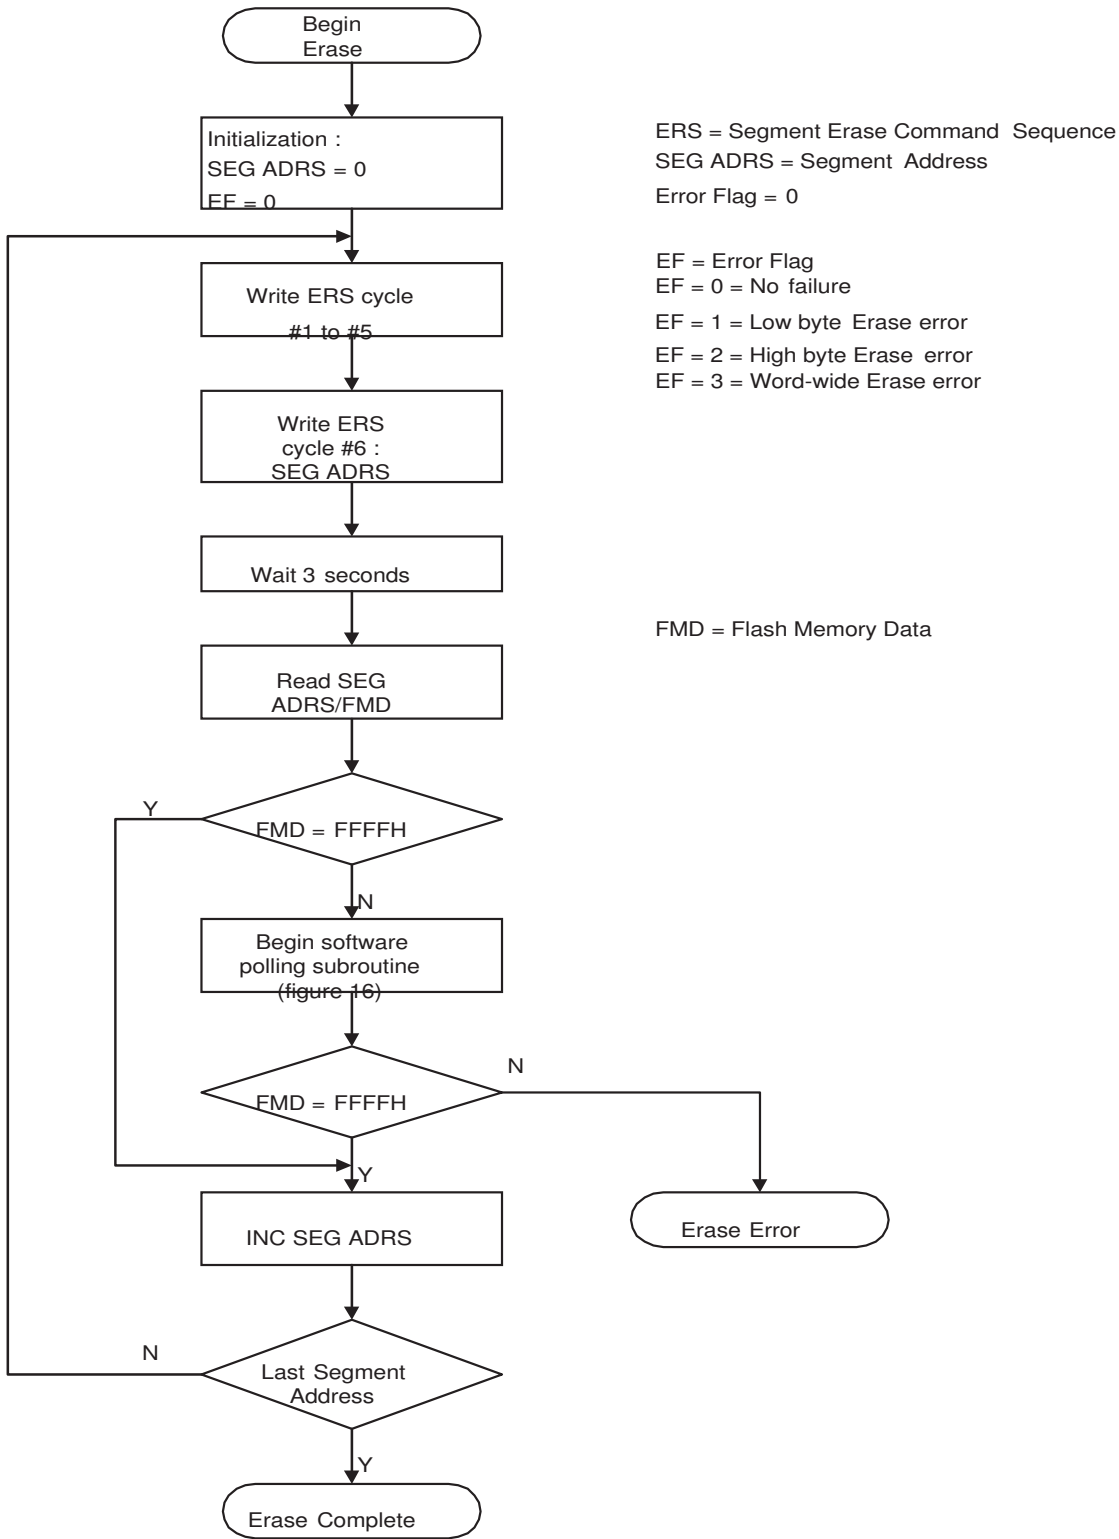 Begin
Erase
Initialization :
SEG ADRS = 0
EF = 0
ERS = Segment Erase Command Sequence
SEG ADRS = Segment Address
Error Flag = 0
Write ERS cycle
#1 to #5
EF = Error Flag
EF = 0 = No failure
EF = 1 = Low byte Erase error
EF = 2 = High byte Erase error
EF = 3 = Word-wide Erase error
Write ERS
cycle #6 :
SEG ADRS
Wait 3 seconds
Read SEG
ADRS/FMD
FMD = Flash Memory Data
Y
FMD = FFFFH
N
Begin software
polling subroutine
(figure 16)
N
FMD = FFFFH
Y
INC SEG ADRS
Erase Error
N
Last Segment
Address
Y
Erase Complete